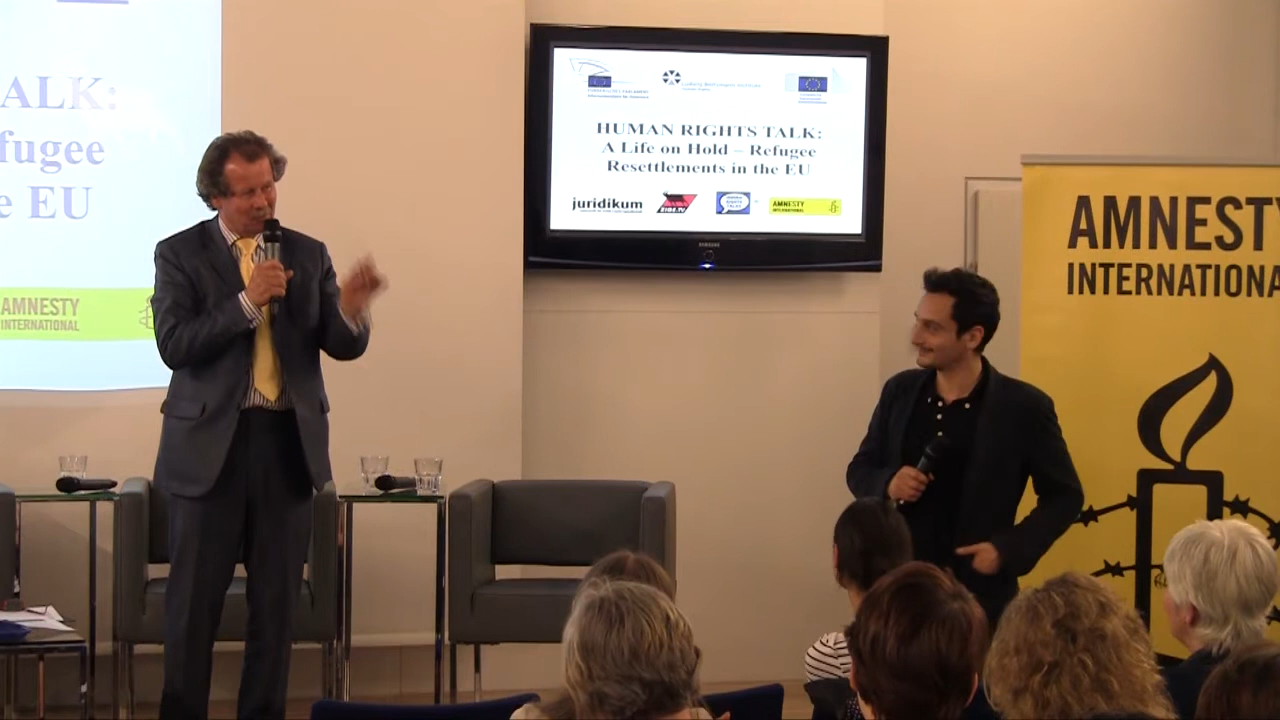 ALK:
fugee
e EU
AMNESTY
INTERNATIONAL
HUMAN RIGHTS TALK:
A Life on Hold – Refugee
Resettlements in the EU
juridikum
AMNESTY
INTERNATIONAL
SAMSUNG
AMNESTY
INTERNATIONA